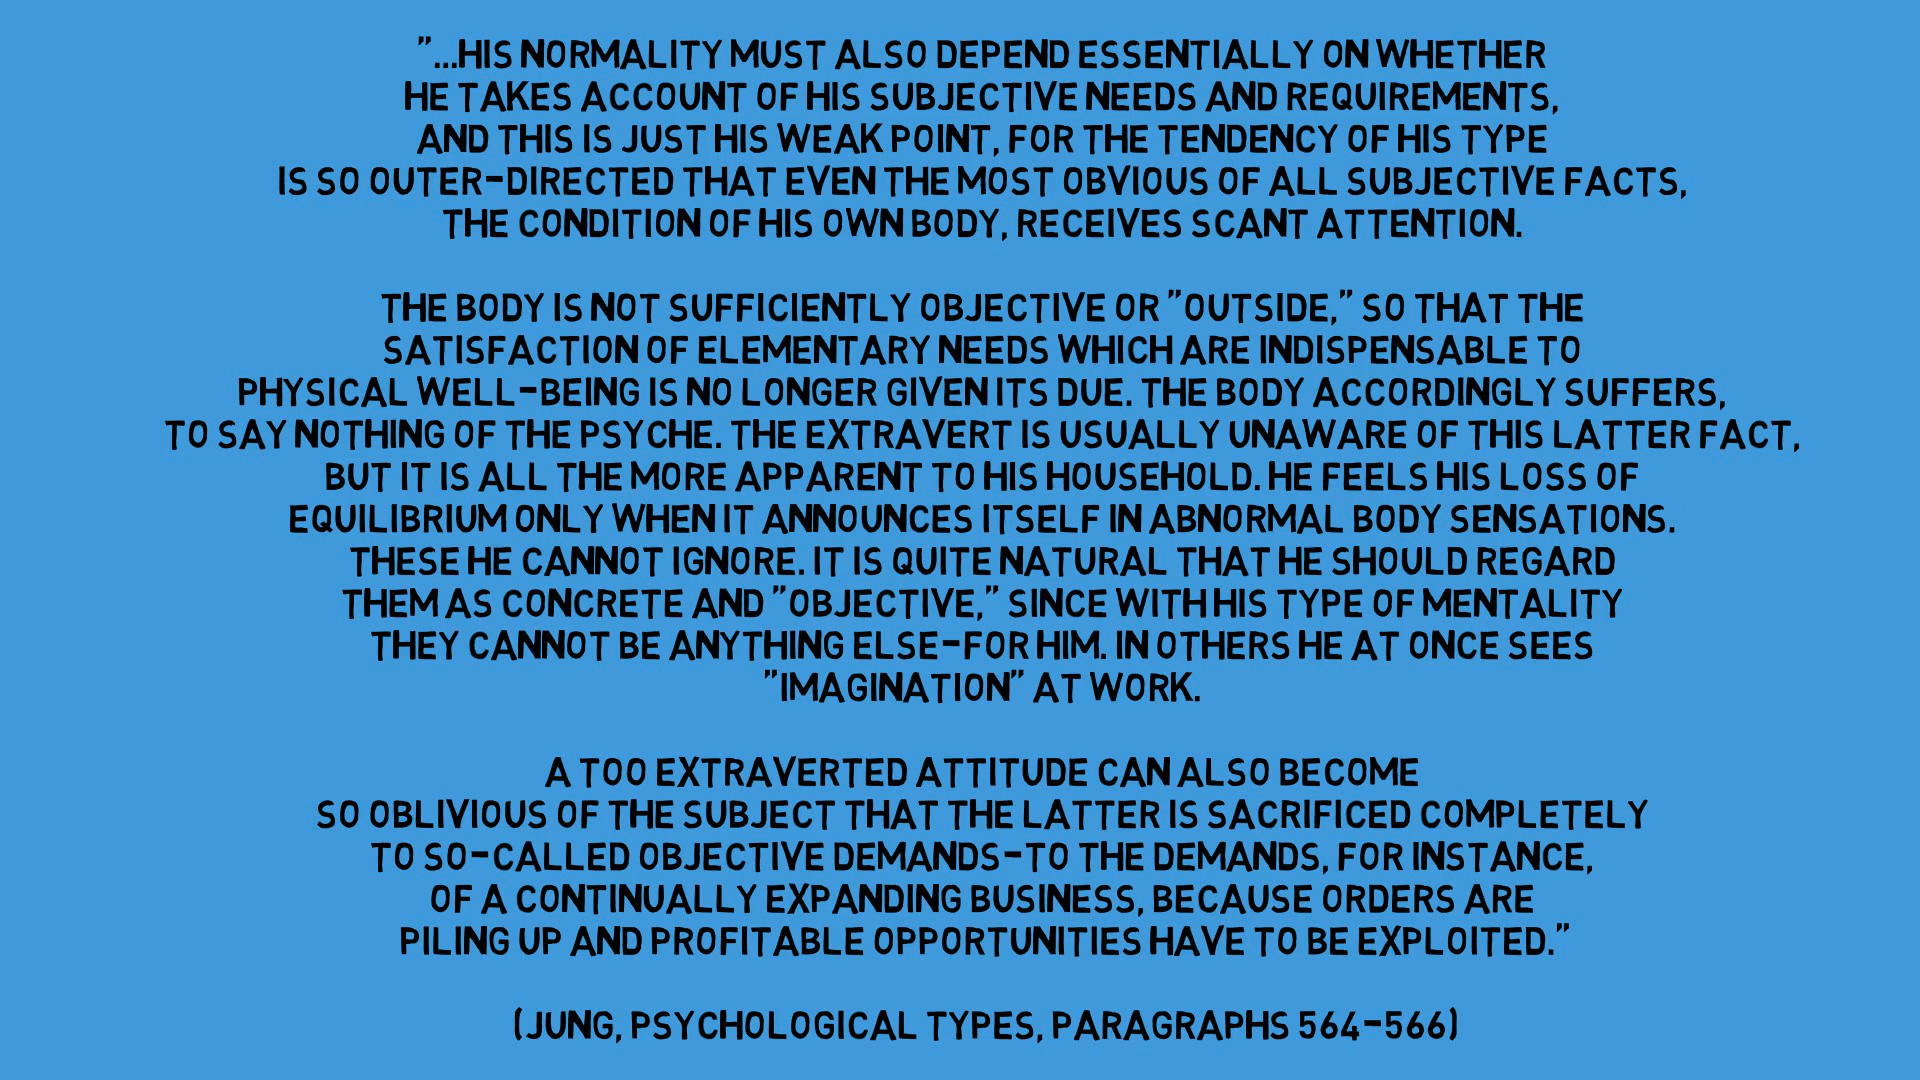 "...HIS NORMALITY MUST ALSO DEPEND ESSENTIALLY ON WHETHER
HE TAKES ACCOUNT OF HIS SUBJECTIVE NEEDS AND REQUIREMENTS,
AND THIS IS JUST HIS WEAK POINT, FOR THE TENDENCY OF HIS TYPE
IS SO OUTER-DIRECTED THAT EVEN THE MOST OBVIOUS OF ALL SUBJECTIVE FACTS,
THE CONDITION OF HIS OWN BODY, RECEIVES SCANT ATTENTION.
THE BODY IS NOT SUFFICIENTLY OBJECTIVE OR "OUTSIDE," SO THAT THE
SATISFACTION OF ELEMENTARY NEEDS WHICH ARE INDISPENSABLE TO
PHYSICAL WELL-BEING IS NO LONGER GIVEN ITS DUE. THE BODY ACCORDINGLY SUFFERS,
TO SAY NOTHING OF THE PSYCHE. THE EXTRAVERT IS USUALLY UNAWARE OF THIS LATTER FACT,
BUT IT IS ALL THE MORE APPARENT TO HIS HOUSEHOLD. HE FEELS HIS LOSS OF
EQUILIBRIUM ONLY WHEN IT ANNOUNCES ITSELF IN ABNORMAL BODY SENSATIONS.
THESE HE CANNOT IGNORE. IT IS QUITE NATURAL THAT HE SHOULD REGARD
THEM AS CONCRETE AND "OBJECTIVE," SINCE WITH HIS TYPE OF MENTALITY
THEY CANNOT BE ANYTHING ELSE-FOR HIM. IN OTHERS HE AT ONCE SEES
"IMAGINATION" AT WORK.
A TOO EXTRAVERTED ATTITUDE CAN ALSO BECOME
SO OBLIVIOUS OF THE SUBJECT THAT THE LATTER IS SACRIFICED COMPLETELY
TO SO-CALLED OBJECTIVE DEMANDS-TO THE DEMANDS, FOR INSTANCE,
OF A CONTINUALLY EXPANDING BUSINESS, BECAUSE ORDERS ARE
PILING UP AND PROFITABLE OPPORTUNITIES HAVE TO BE EXPLOITED."
(JUNG, PSYCHOLOGICAL TYPES, PARAGRAPHS 564-566)